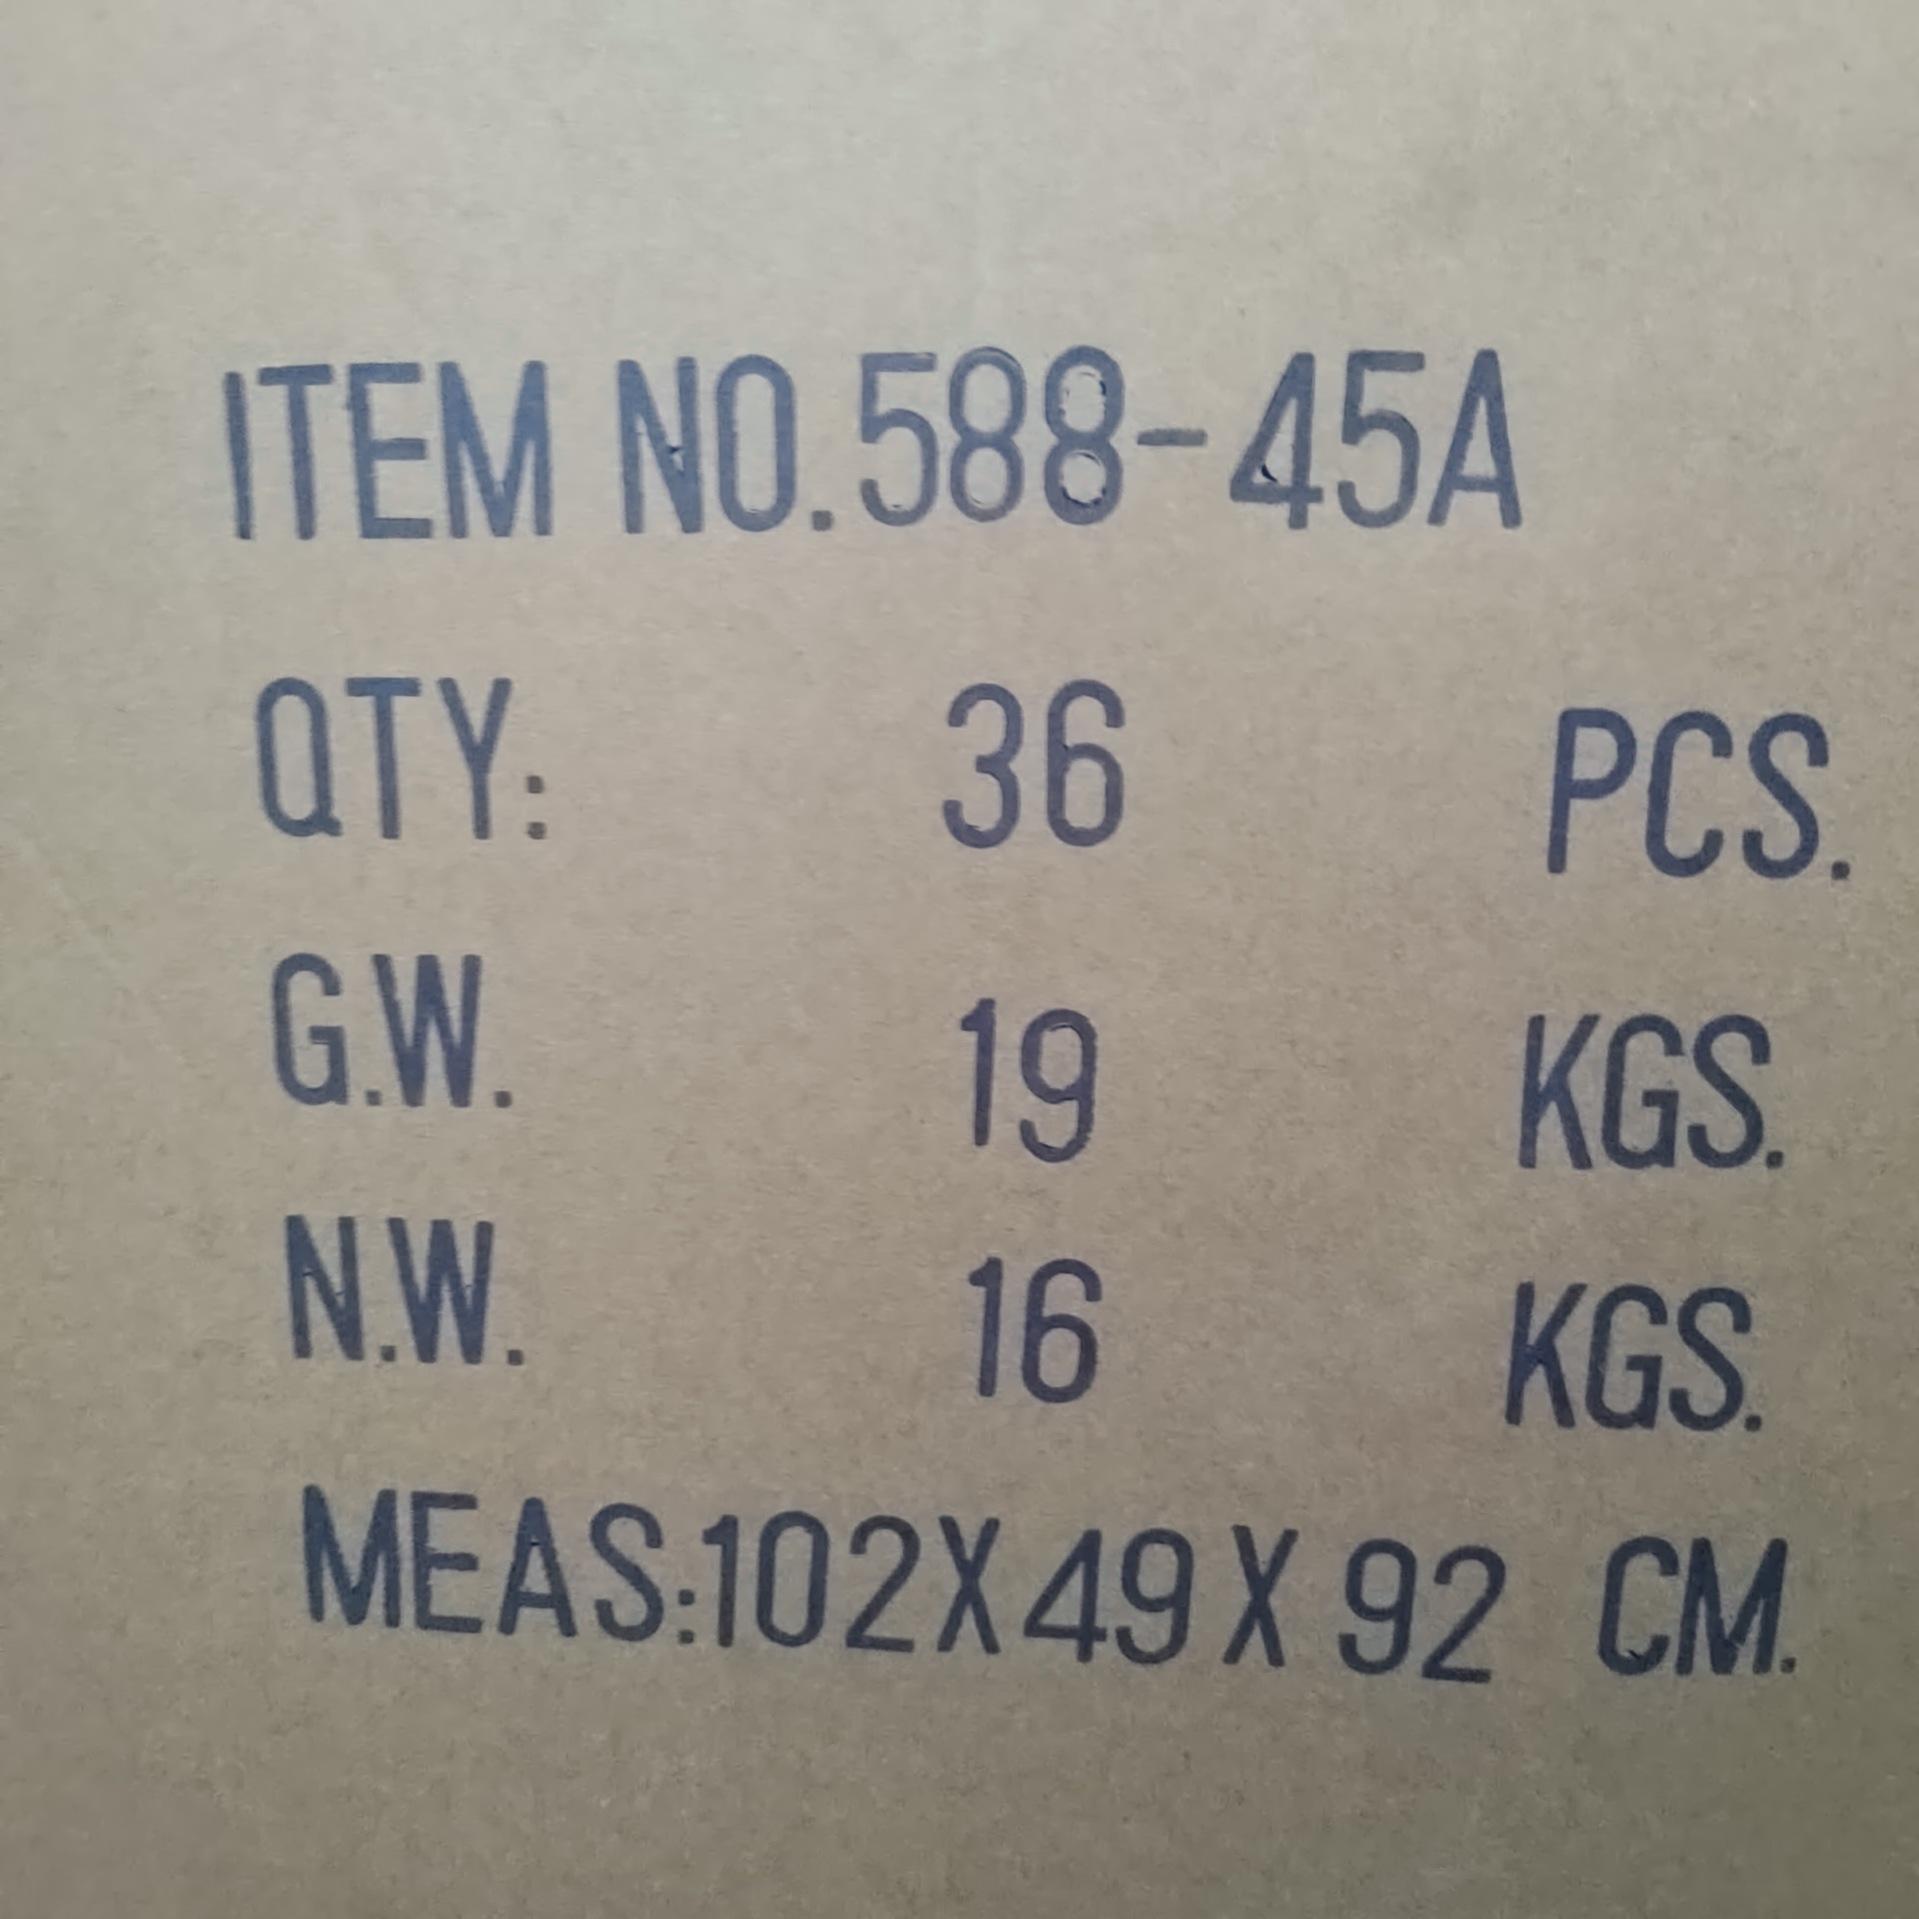 ITEM NO.588-45A
QTY: 36 PCS.
G.W. 19 KGS.
N.W. 16 KGS.
MEAS:102X49X92 CM.